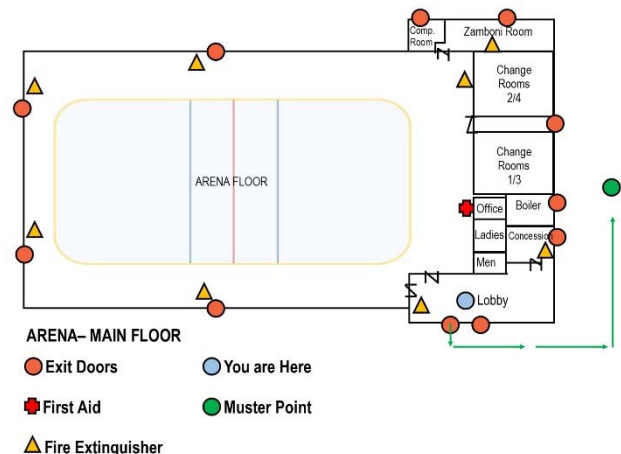 Comp.
Room
Zamboni Room
Change
Rooms
2/4
Change
Rooms
1/3
ARENA FLOOR
Office
Boiler
Ladies
Concession
Men
Lobby
ARENA– MAIN FLOOR
Exit Doors
You are Here
First Aid
Muster Point
Fire Extinguisher